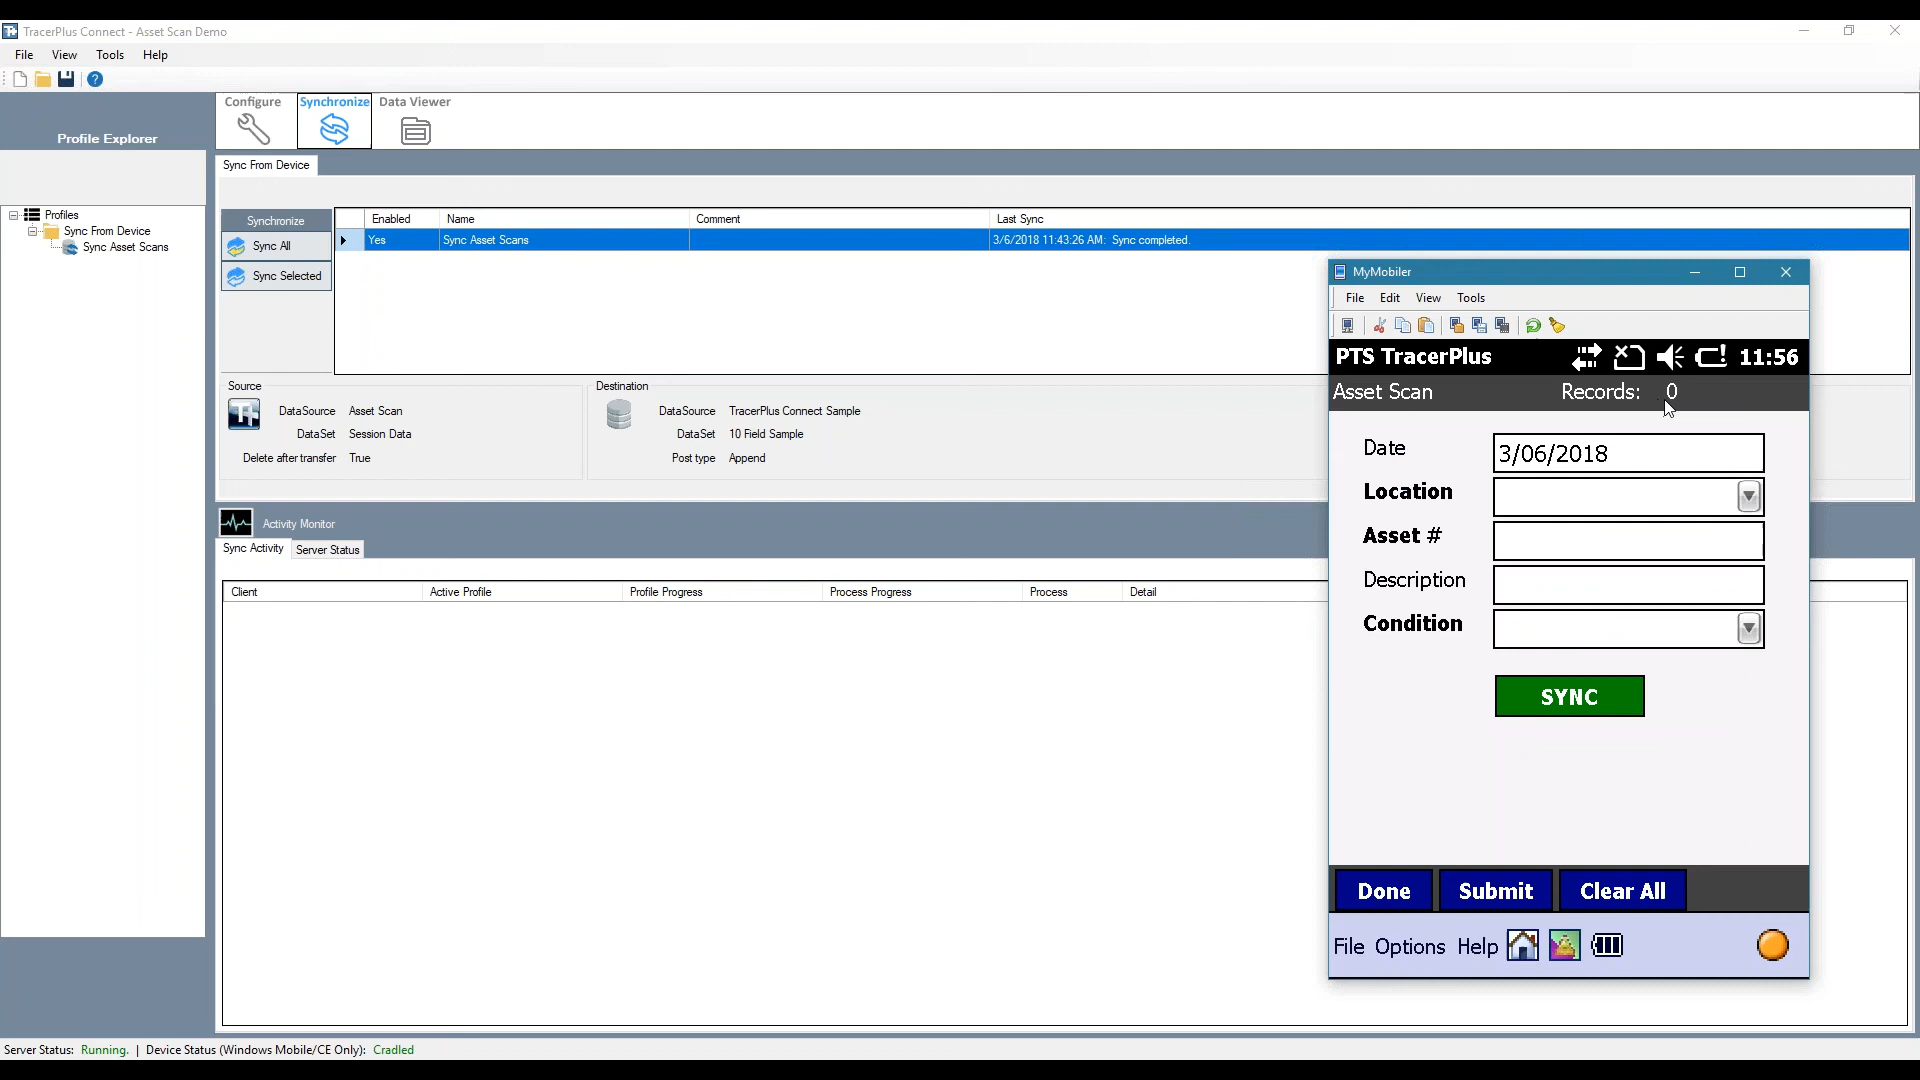 TracerPlus Connect - Asset Scan Demo
File View Tools Help
Profile Explorer
Configure Synchronize Data Viewer
Sync From Device
Profiles
Sync From Device
Sync Asset Scans
Synchronize
Sync All
Sync Selected
Enabled Name Comment Last Sync
Yes Sync Asset Scans 3/6/2018 11:43:26 AM: Sync completed.
Source
DataSource Asset Scan
DataSet Session Data
Delete after transfer True
Destination
DataSource TracerPlus Connect Sample
DataSet 10 Field Sample
Post type Append
Activity Monitor
Sync Activity Server Status
Client Active Profile Profile Progress Process Progress Process Detail
MyMobiler
File Edit View Tools
PTS TracerPlus 11:56
Asset Scan Records: 0
Date 3/06/2018
Location
Asset #
Description
Condition
SYNC
Done Submit Clear All
File Options Help
Server Status: Running. | Device Status (Windows Mobile/CE Only): Cradled